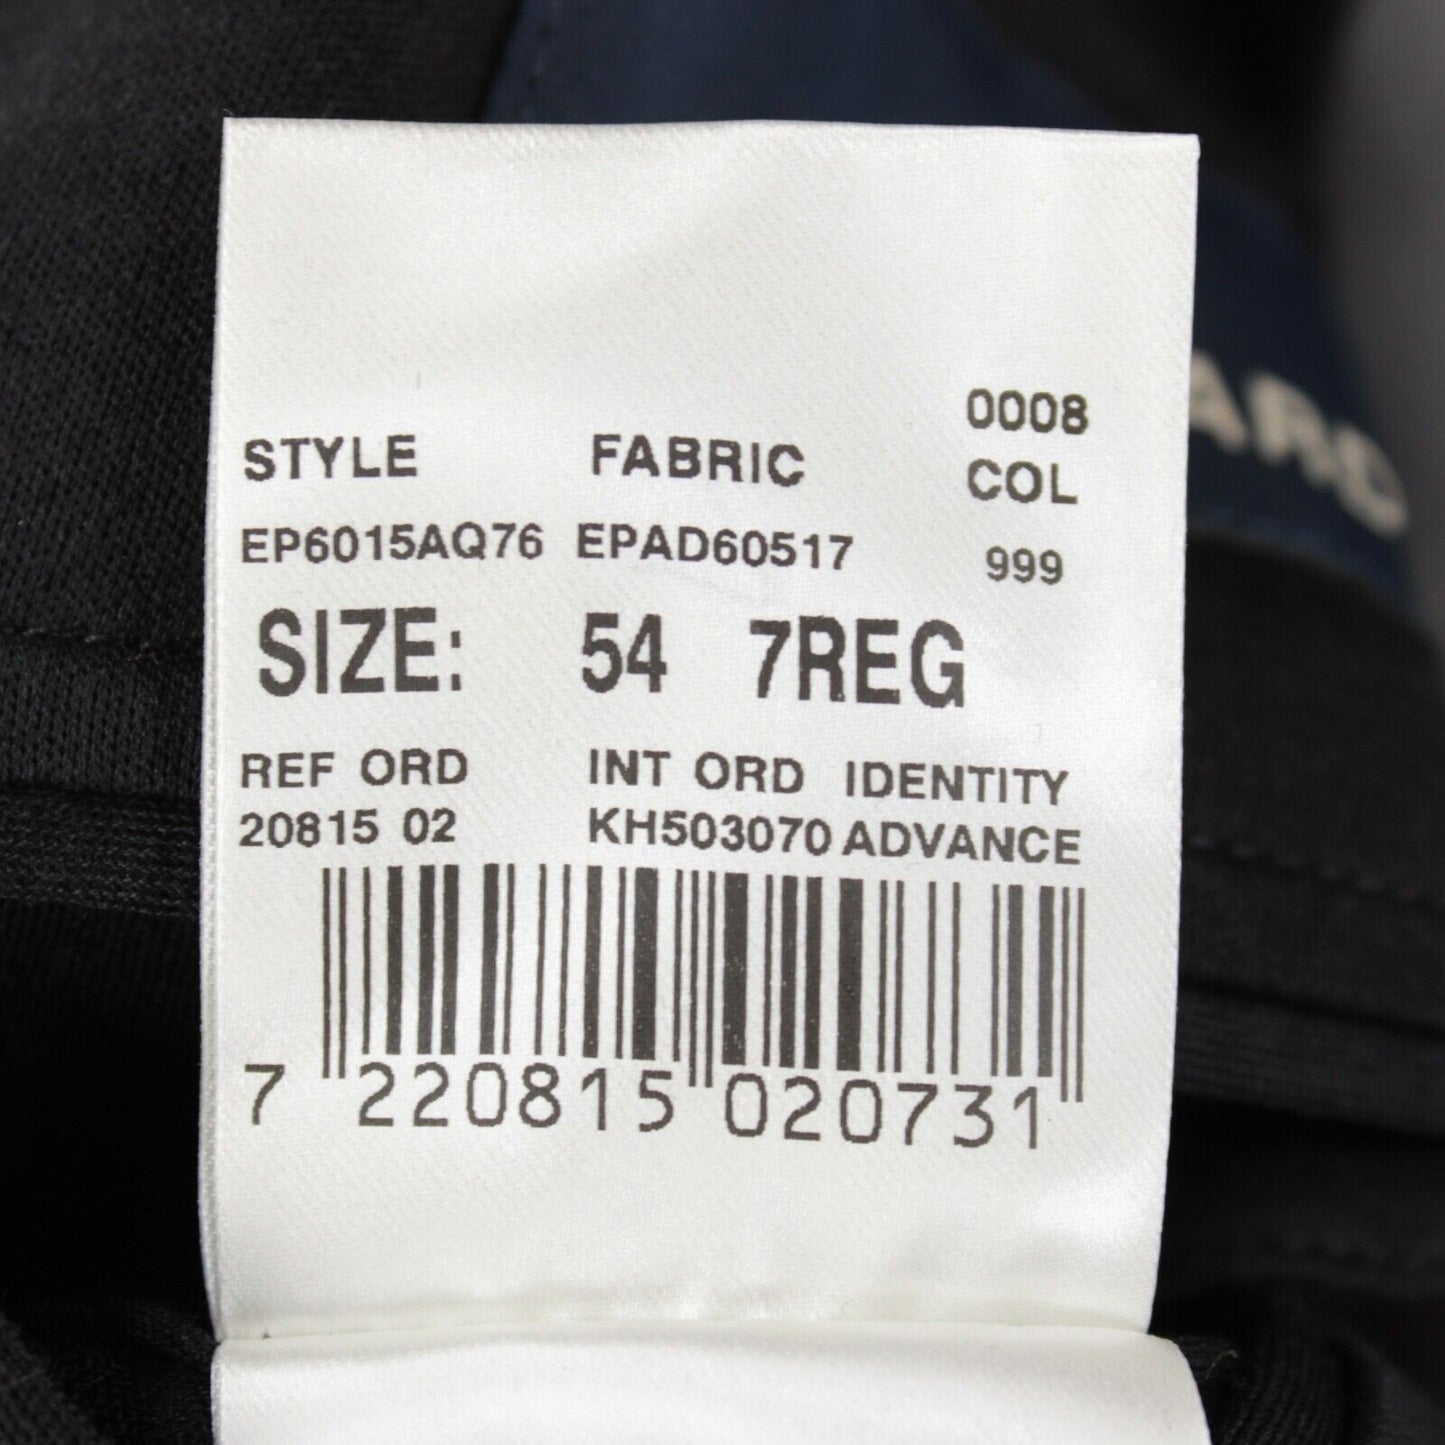 0008
STYLE FABRIC COL
EP6015AQ76 EPAD60517 999
SIZE: 54 7REG
REF ORD INT ORD IDENTITY
20815 02 KH503070 ADVANCE
7 220815 020731
ARD